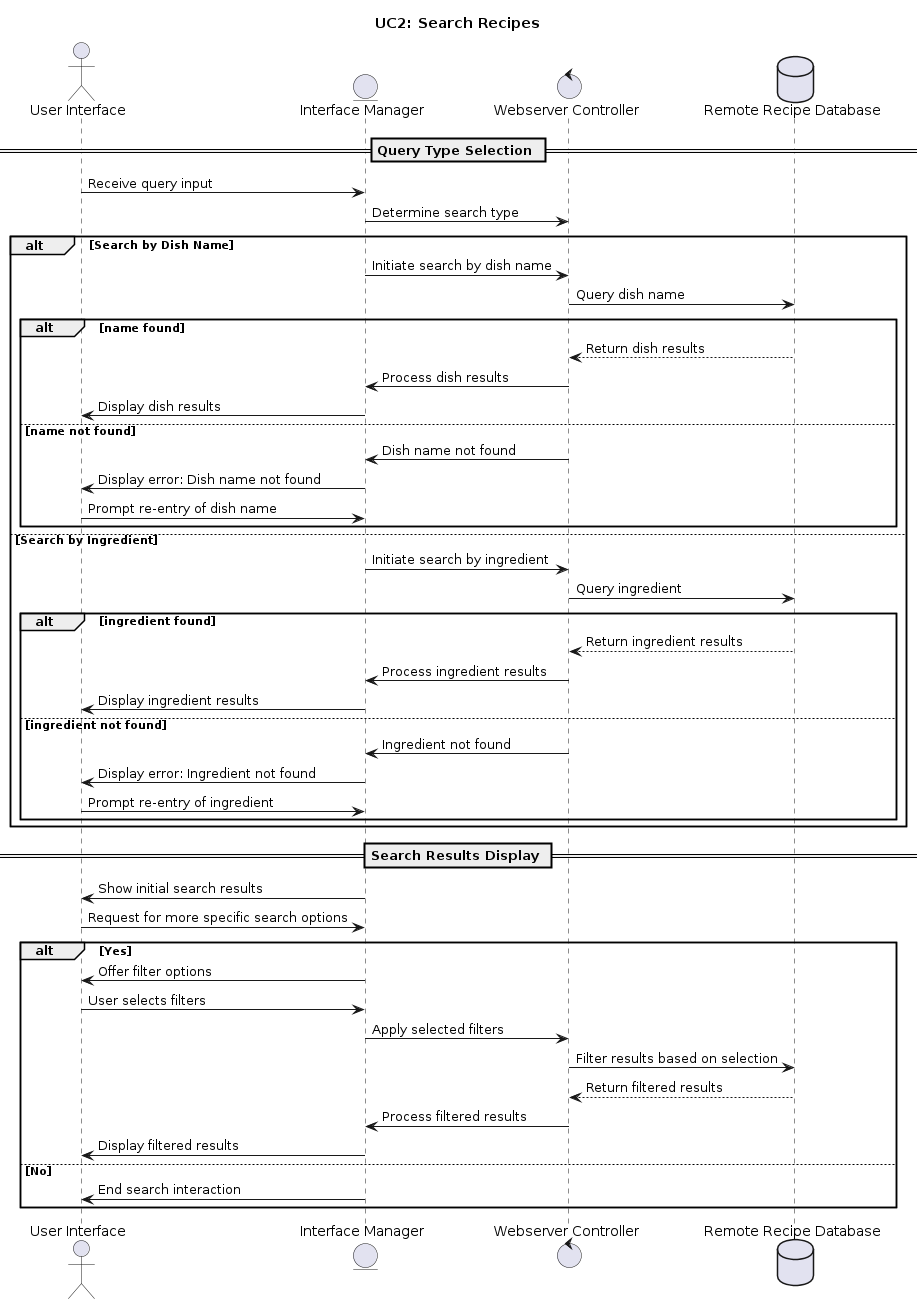 UC2: Search Recipes
User Interface
Interface Manager
Webserver Controller
Remote Recipe Database
Query Type Selection
Receive query input
Determine search type
alt
[Search by Dish Name]
Initiate search by dish name
Query dish name
alt
[name found]
Return dish results
Process dish results
Display dish results
[name not found]
Dish name not found
Display error: Dish name not found
Prompt re-entry of dish name
[Search by Ingredient]
Initiate search by ingredient
Query ingredient
alt
[ingredient found]
Return ingredient results
Process ingredient results
Display ingredient results
[ingredient not found]
Ingredient not found
Display error: Ingredient not found
Prompt re-entry of ingredient
Search Results Display
Show initial search results
Request for more specific search options
alt
[Yes]
Offer filter options
User selects filters
Apply selected filters
Filter results based on selection
Return filtered results
Process filtered results
Display filtered results
[No]
End search interaction
User Interface
Interface Manager
Webserver Controller
Remote Recipe Database